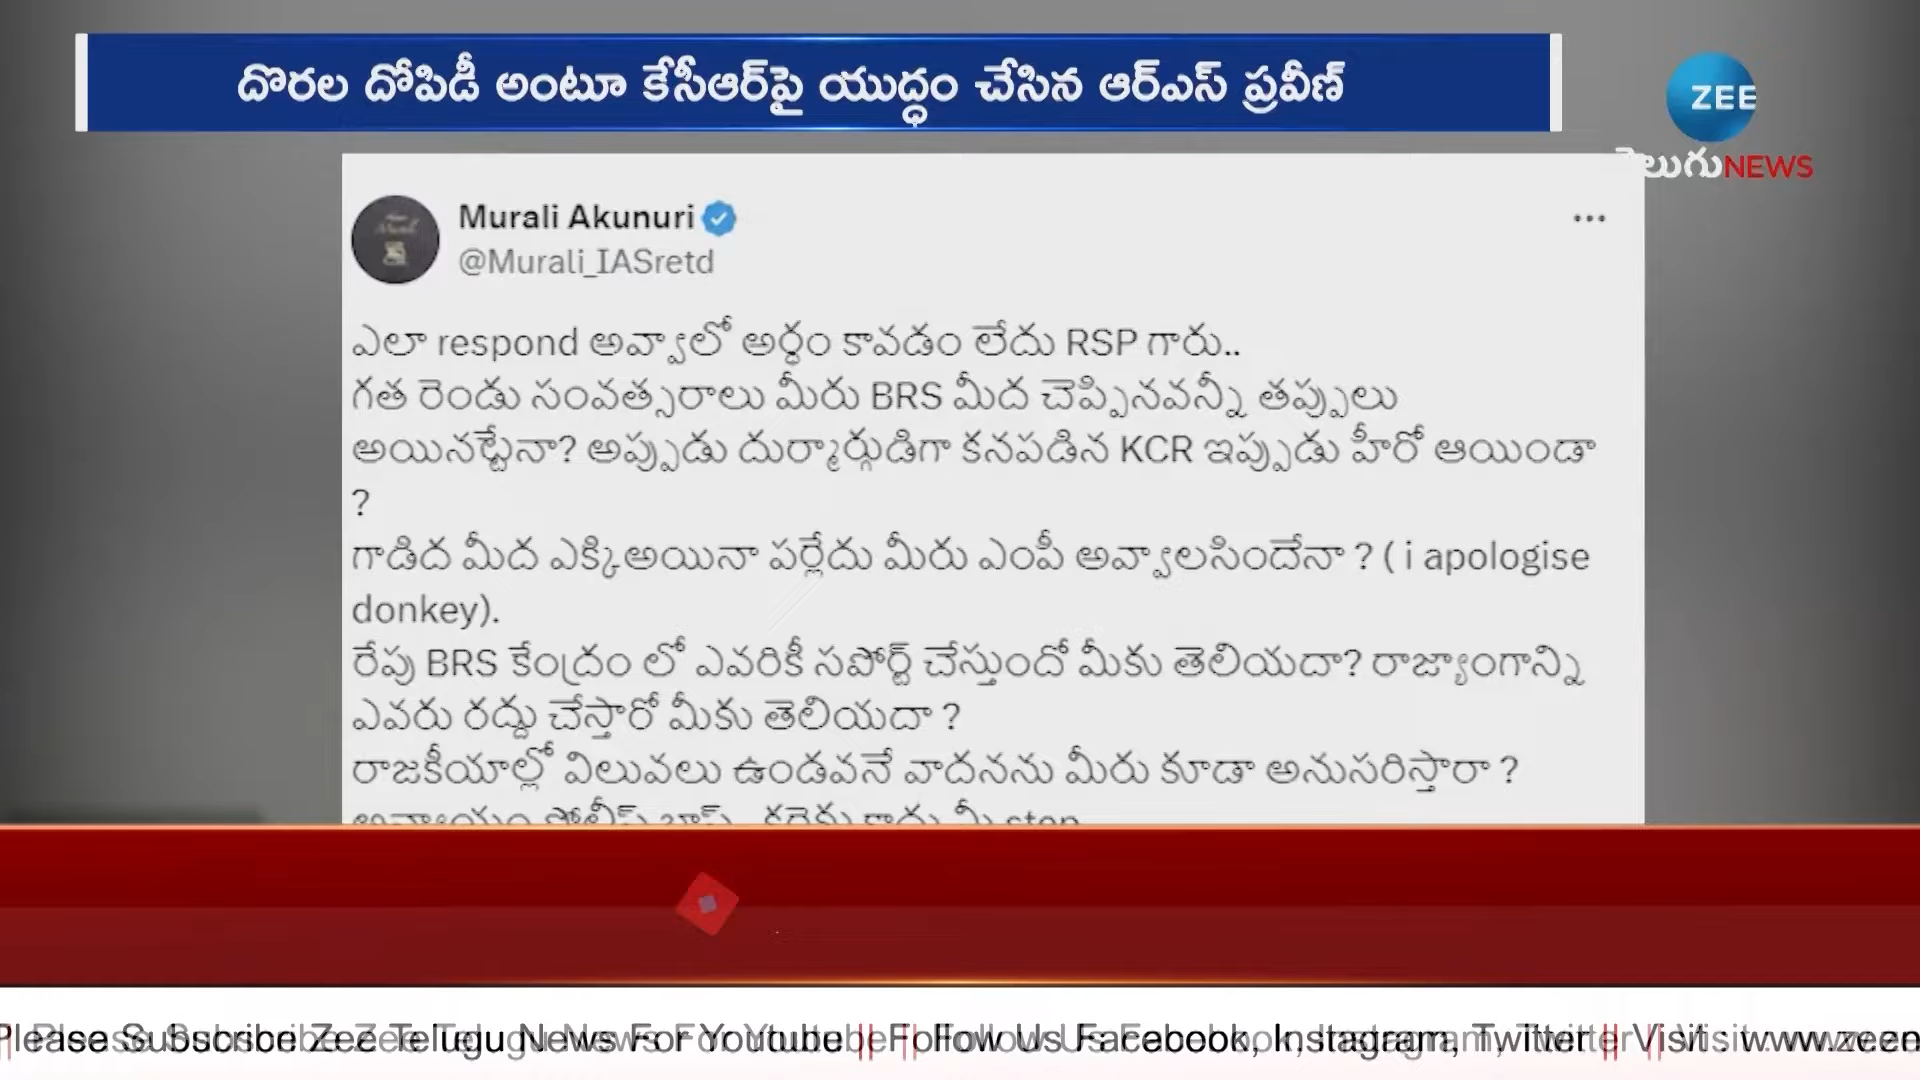 దొరల దోపిడీ అంటూ కేసీఆర్‌పై యుద్ధం చేసిన ఆర్ఎస్ ప్రవీణ్
ZEE
తెలుగు NEWS
Murali Akunuri
@Murali_IASretd
ఎలా respond అవ్వాలో అర్ధం కావడం లేదు RSP గారు..
గత రెండు సంవత్సరాలు మీరు BRS మీద చెప్పినవన్నీ తప్పులు
అయినట్టేనా? అప్పుడు దుర్మార్గుడిగా కనపడిన KCR ఇప్పుడు హీరో ఆయిండా
?
గాడిద మీద ఎక్కిఅయినా పర్లేదు మీరు ఎంపీ అవ్వాలసిందేనా ? ( i apologise
donkey).
రేపు BRS కేంద్రం లో ఎవరికీ సపోర్ట్ చేస్తుందో మీకు తెలియదా? రాజ్యాంగాన్ని
ఎవరు రద్దు చేస్తారో మీకు తెలియదా ?
రాజకీయాల్లో విలువలు ఉండవనే వాదనను మీరు కూడా అనుసరిస్తారా ?
Please Subscribe Zee Telugu News For Youtube || Follow Us Facebook, Instagram, Twitter || Visit : www.zeen